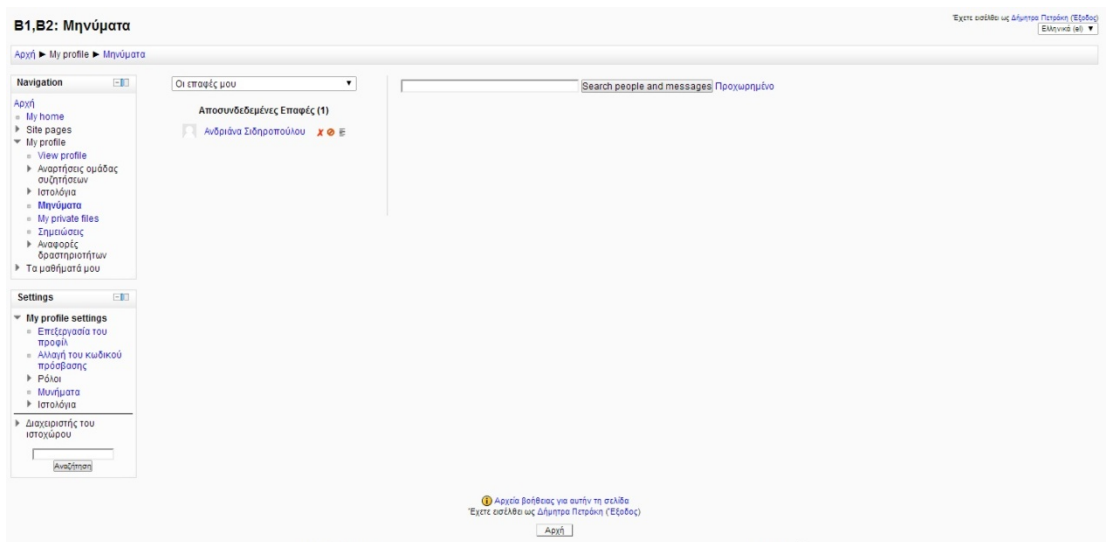 B1,B2: Μηνύματα
Έχετε εισέλθει ως Δήμητρα Πετράκη (Έξοδος)
Ελληνικά (el)
Αρχή ► My profile ► Μηνύματα
Navigation
Αρχή
My home
Site pages
My profile
View profile
Αναρτήσεις ομάδας
συζητήσεων
Ιστολόγια
Μηνύματα
My private files
Σημειώσεις
Αναφορές
δραστηριοτήτων
Τα μαθήματά μου
Settings
My profile settings
Επεξεργασία του
προφίλ
Αλλαγή του κωδικού
πρόσβασης
Ρόλοι
Μυνήματα
Ιστολόγια
Διαχειριστής του
ιστοχώρου
Αναζήτηση
Οι επαφές μου
Αποσυνδεδεμένες Επαφές (1)
Ανδριάνα Σιδηροπούλου
Search people and messages Προχωρημένο
Αρχεία βοήθειας για αυτήν τη σελίδα
Έχετε εισέλθει ως Δήμητρα Πετράκη (Έξοδος)
Αρχή